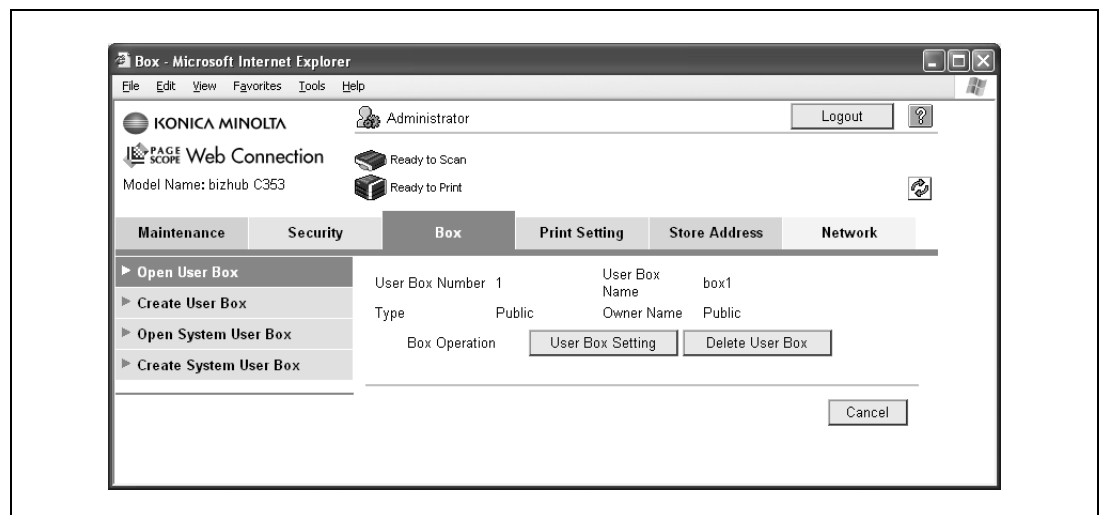 Box - Microsoft Internet Explorer
File Edit View Favorites Tools Help
KONICA MINOLTA
Administrator
Logout
?
PAGE SCOPE Web Connection
Ready to Scan
Model Name: bizhub C353
Ready to Print
Maintenance Security Box Print Setting Store Address Network
Open User Box
Create User Box
Open System User Box
Create System User Box
User Box Number 1 User Box Name box1
Type Public Owner Name Public
Box Operation User Box Setting Delete User Box
Cancel